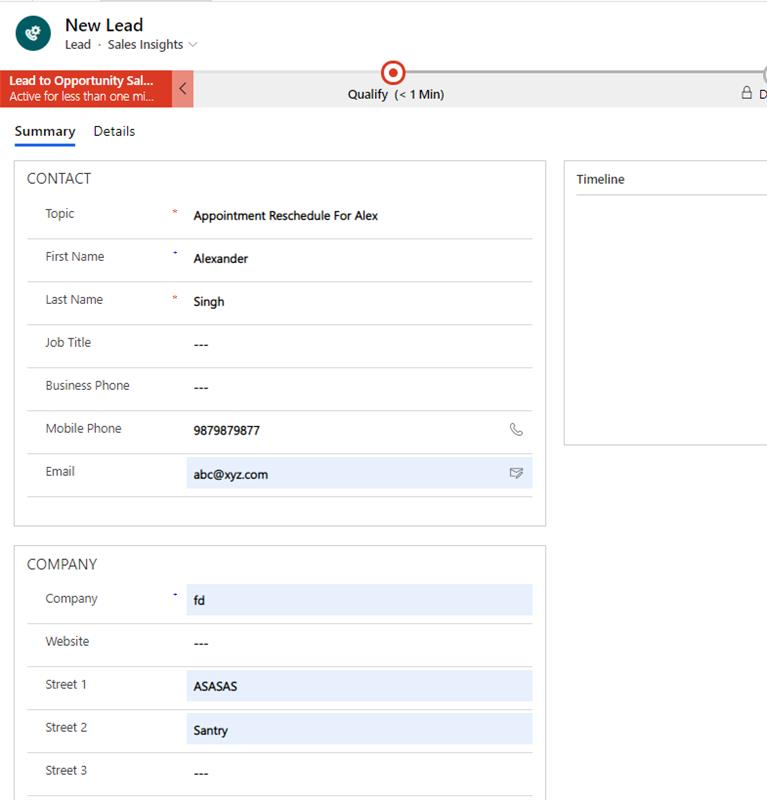 New Lead
Lead · Sales Insights
Lead to Opportunity Sal...
Active for less than one mi...
Qualify (< 1 Min)
D
Summary Details
CONTACT
Timeline
Topic * Appointment Reschedule For Alex
First Name Alexander
Last Name * Singh
Job Title ---
Business Phone ---
Mobile Phone 9879879877
Email abc@xyz.com
COMPANY
Company fd
Website ---
Street 1 ASASAS
Street 2 Santry
Street 3 ---